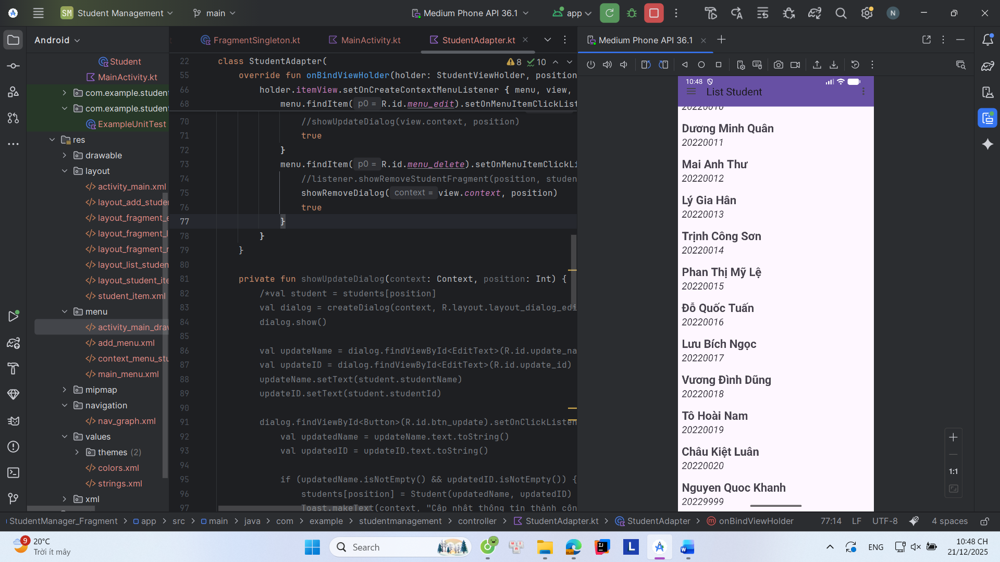 SM Student Management main Medium Phone API 36.1 app N
Android
Student
MainActivity.kt
com.example.student
com.example.student
ExampleUnitTest
res
drawable
layout
activity_main.xml
layout_add_studen
layout_fragment_e
layout_fragment_l
layout_fragment_r
layout_list_studen
layout_student_ite
student_item.xml
menu
activity_main_drav
add_menu.xml
context_menu_stu
main_menu.xml
mipmap
navigation
nav_graph.xml
values
themes (2)
colors.xml
strings.xml
xml
FragmentSingleton.kt MainActivity.kt StudentAdapter.kt
8 10
22 class StudentAdapter(
55 override fun onBindViewHolder(holder: StudentViewHolder, position
66 holder.itemView.setOnCreateContextMenuListener { menu, view,
68 menu.findItem( p0 = R.id.menu_edit).setOnMenuItemClickList
70 //showUpdateDialog(view.context, position)
71 true
72 }
73 menu.findItem( p0 = R.id.menu_delete).setOnMenuItemClickLi
74 //listener.showRemoveStudentFragment(position, studen
75 showRemoveDialog( context = view.context, position)
76 true
77 }
78 }
79 }
80
81 private fun showUpdateDialog(context: Context, position: Int) {
82 /*val student = students[position]
83 val dialog = createDialog(context, R.layout.layout_dialog_edi
84 dialog.show()
85
86 val updateName = dialog.findViewById<EditText>(R.id.update_na
87 val updateID = dialog.findViewById<EditText>(R.id.update_id)
88 updateName.setText(student.studentName)
89 updateID.setText(student.studentId)
90
91 dialog.findViewById<Button>(R.id.btn_update).setOnClickListen
92 val updatedName = updateName.text.toString()
93 val updatedID = updateID.text.toString()
94
95 if (updatedName.isNotEmpty() && updatedID.isNotEmpty()) {
96 students[position] = Student(updatedName, updatedID)
97 Toast.makeText(context, "Cập nhật thông tin thành côn
Medium Phone API 36.1
10:48
List Student
20220010
Dương Minh Quân
20220011
Mai Anh Thư
20220012
Lý Gia Hân
20220013
Trịnh Công Sơn
20220014
Phan Thị Mỹ Lệ
20220015
Đỗ Quốc Tuấn
20220016
Lưu Bích Ngọc
20220017
Vương Đình Dũng
20220018
Tô Hoài Nam
20220019
Châu Kiệt Luân
20220020
Nguyen Quoc Khanh
20229999
1:1
StudentManager_Fragment app src main java com example studentmanagement controller StudentAdapter.kt StudentAdapter onBindViewHolder 77:14 LF UTF-8 4 spaces
9 20°C
Trời ít mây
Search
ENG
10:48 CH
21/12/2025